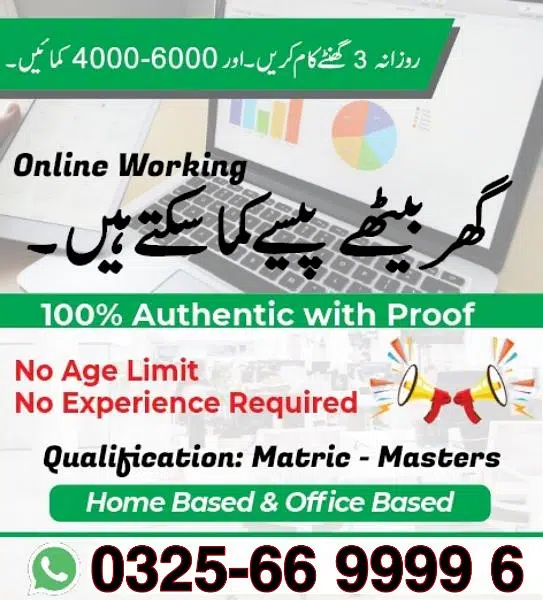 روزانہ 3 گھنٹے کام کریں۔اور 6000-4000 کمائیں۔
Online Working
گھر بیٹھے پیسے کما سکتے ہیں۔
100% Authentic with Proof
No Age Limit
No Experience Required
Qualification: Matric - Masters
Home Based & Office Based
0325-66 9999 6